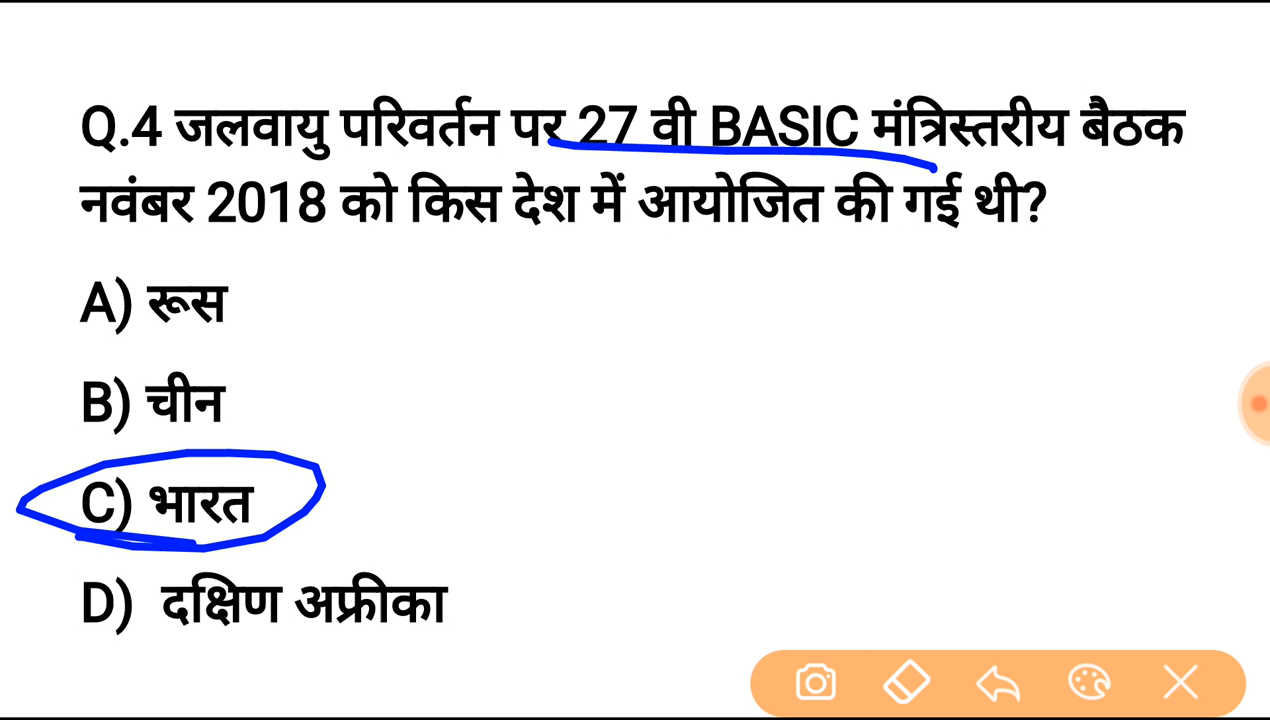 Q.4 जलवायु परिवर्तन पर 27 वी BASIC मंत्रिस्तरीय बैठक
नवंबर 2018 को किस देश में आयोजित की गई थी?
A) रूस
B) चीन
C) भारत
D) दक्षिण अफ्रीका